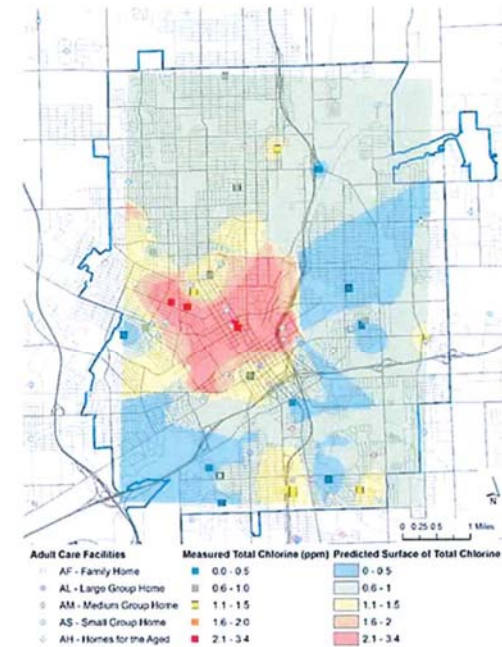 N
0 0.25 0.5 1 Miles
Adult Care Facilities
AF - Family Home
AL - Large Group Home
AM - Medium Group Home
AS - Small Group Home
AH - Homes for the Aged
Measured Total Chlorine (ppm)
0.0 - 0.5
0.6 - 1.0
1.1 - 1.5
1.6 - 2.0
2.1 - 3.4
Predicted Surface of Total Chlorine
0 - 0.5
0.6 - 1
1.1 - 1.5
1.6 - 2
2.1 - 3.4